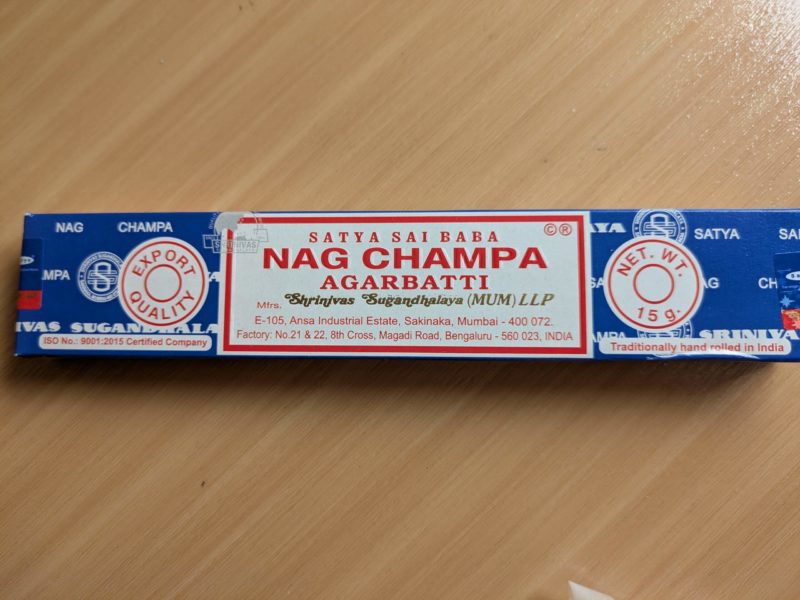 NAG CHAMPA
EXPORT QUALITY
ISO No.: 9001:2015 Certified Company
SATYA SAI BABA
©®
NAG CHAMPA
AGARBATTI
Mfrs. Shrinivas Sugandhalaya (MUM) LLP
E-105, Ansa Industrial Estate, Sakinaka, Mumbai - 400 072.
Factory: No.21 & 22, 8th Cross, Magadi Road, Bengaluru - 560 023, INDIA
SATYA
NET. WT.
15 g.
Traditionally hand rolled in India